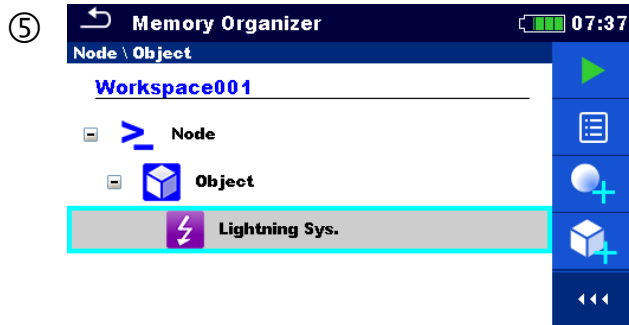 ⑤
Memory Organizer 07:37
Node \ Object
Workspace001
Node
Object
Lightning Sys.